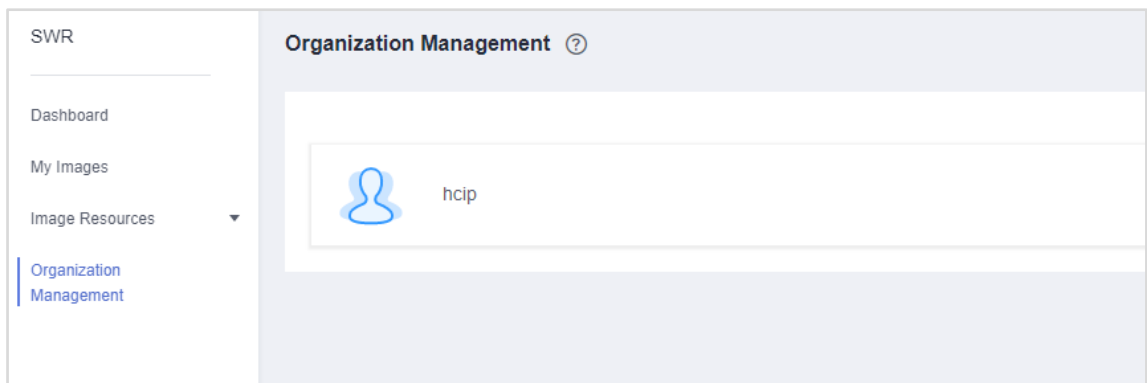 SWR
Organization Management
Dashboard
My Images
Image Resources
Organization
Management
hcip